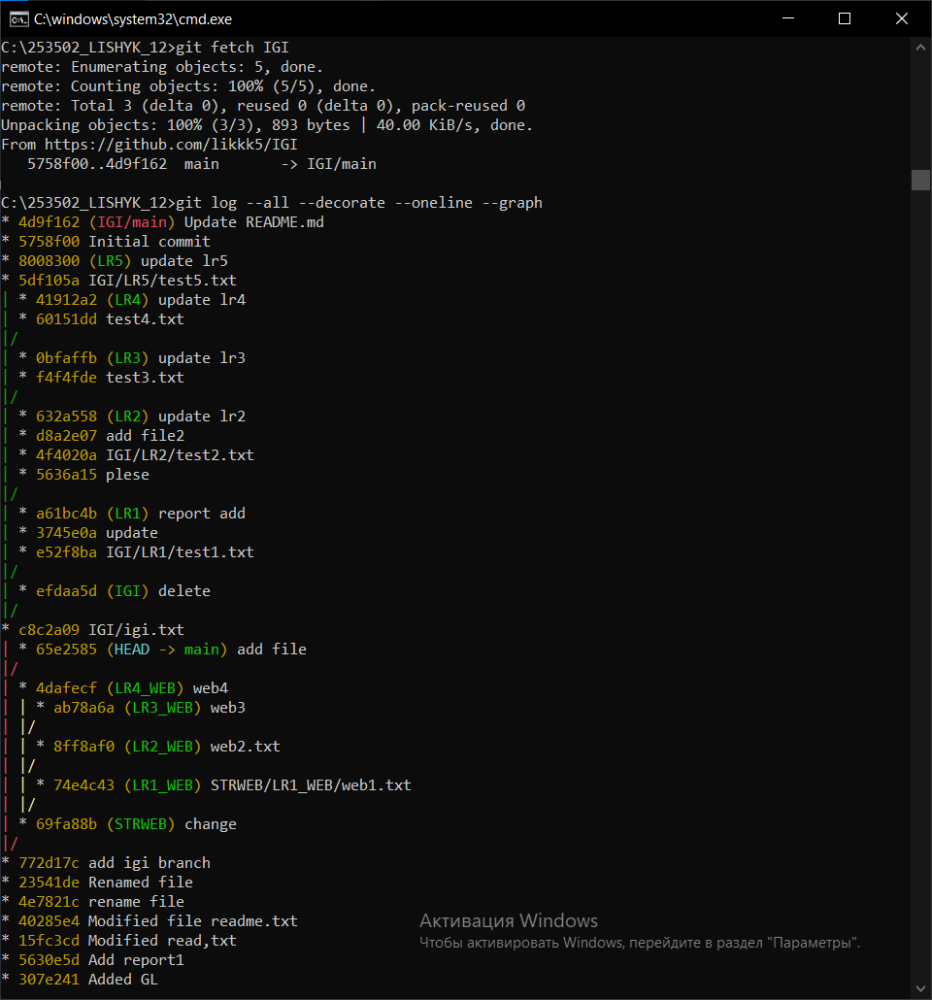 C:\windows\system32\cmd.exe
C:\253502_LISHYK_12>git fetch IGI
remote: Enumerating objects: 5, done.
remote: Counting objects: 100% (5/5), done.
remote: Total 3 (delta 0), reused 0 (delta 0), pack-reused 0
Unpacking objects: 100% (3/3), 893 bytes | 40.00 KiB/s, done.
From https://github.com/likkk5/IGI
   5758f00..4d9f162  main       -> IGI/main
C:\253502_LISHYK_12>git log --all --decorate --oneline --graph
* 4d9f162 (IGI/main) Update README.md
* 5758f00 Initial commit
* 8008300 (LR5) update lr5
* 5df105a IGI/LR5/test5.txt
| * 41912a2 (LR4) update lr4
| * 60151dd test4.txt
|/
| * 0bfaffb (LR3) update lr3
| * f4f4fde test3.txt
|/
| * 632a558 (LR2) update lr2
| * d8a2e07 add file2
| * 4f4020a IGI/LR2/test2.txt
| * 5636a15 plese
|/
| * a61bc4b (LR1) report add
| * 3745e0a update
| * e52f8ba IGI/LR1/test1.txt
|/
| * efdaa5d (IGI) delete
|/
* c8c2a09 IGI/igi.txt
| * 65e2585 (HEAD -> main) add file
|/
| * 4dafecf (LR4_WEB) web4
| | * ab78a6a (LR3_WEB) web3
| |/
| | * 8ff8af0 (LR2_WEB) web2.txt
| |/
| | * 74e4c43 (LR1_WEB) STRWEB/LR1_WEB/web1.txt
| |/
| * 69fa88b (STRWEB) change
|/
* 772d17c add igi branch
* 23541de Renamed file
* 4e7821c rename file
* 40285e4 Modified file readme.txt
* 15fc3cd Modified read,txt
* 5630e5d Add report1
* 307e241 Added GL
Активация Windows
Чтобы активировать Windows, перейдите в раздел "Параметры".